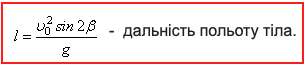 l = υ₀² sin 2β / g - дальність польоту тіла.